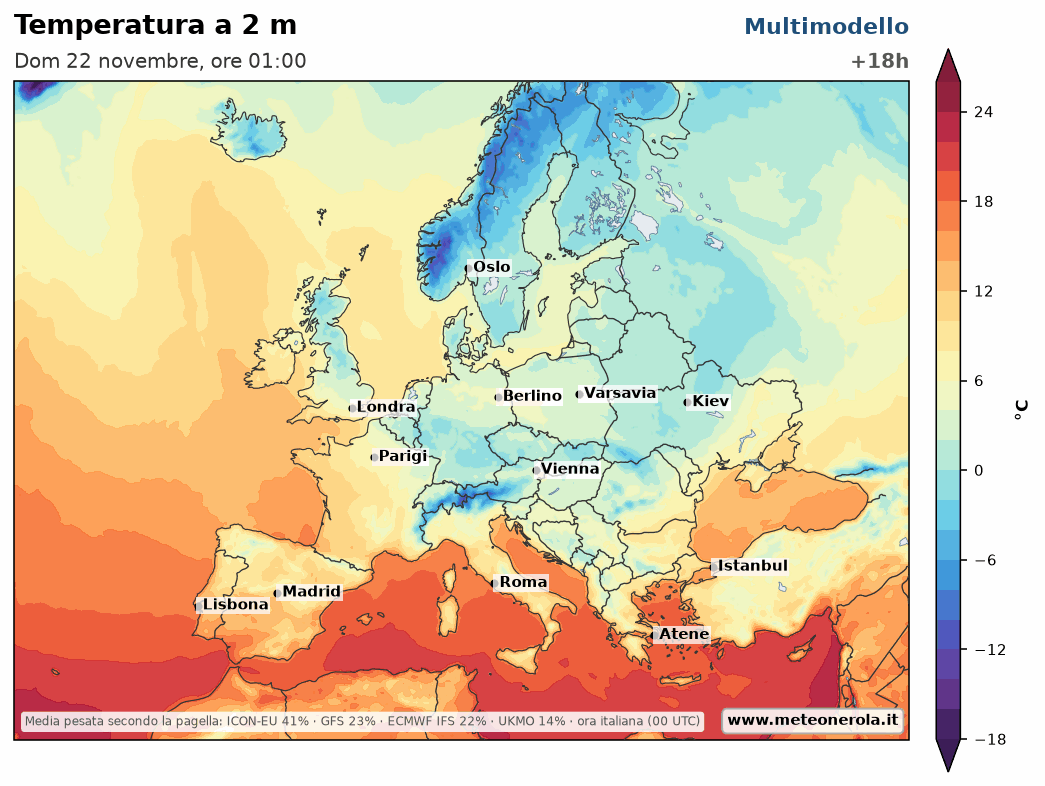 Temperatura a 2 m
Multimodello
Dom 22 novembre, ore 01:00
+18h
24
18
12
6
0
−6
−12
−18
°C
Oslo
Londra
Berlino
Varsavia
Kiev
Parigi
Vienna
Madrid
Lisbona
Roma
Istanbul
Atene
Media pesata secondo la pagella: ICON-EU 41% · GFS 23% · ECMWF IFS 22% · UKMO 14% · ora italiana (00 UTC)
www.meteonerola.it